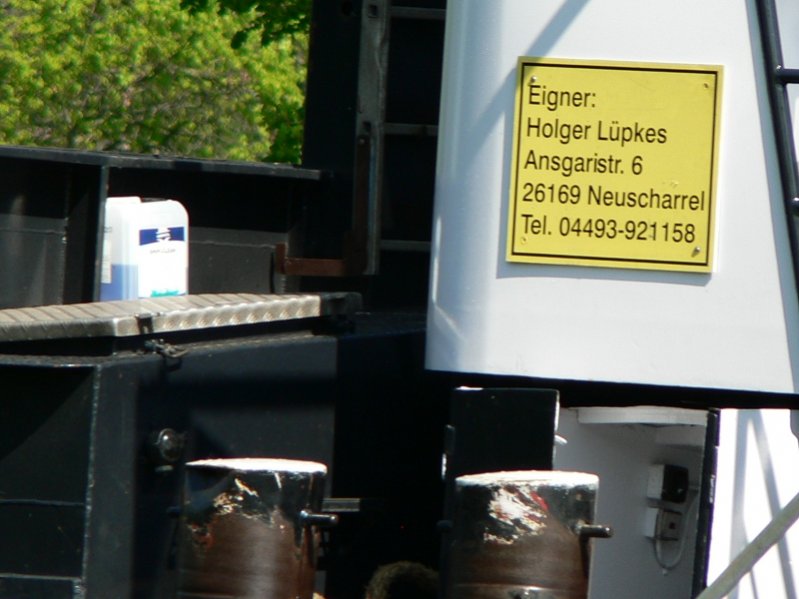 Eigner:
Holger Lüpkes
Ansgaristr. 6
26169 Neuscharrel
Tel. 04493-921158